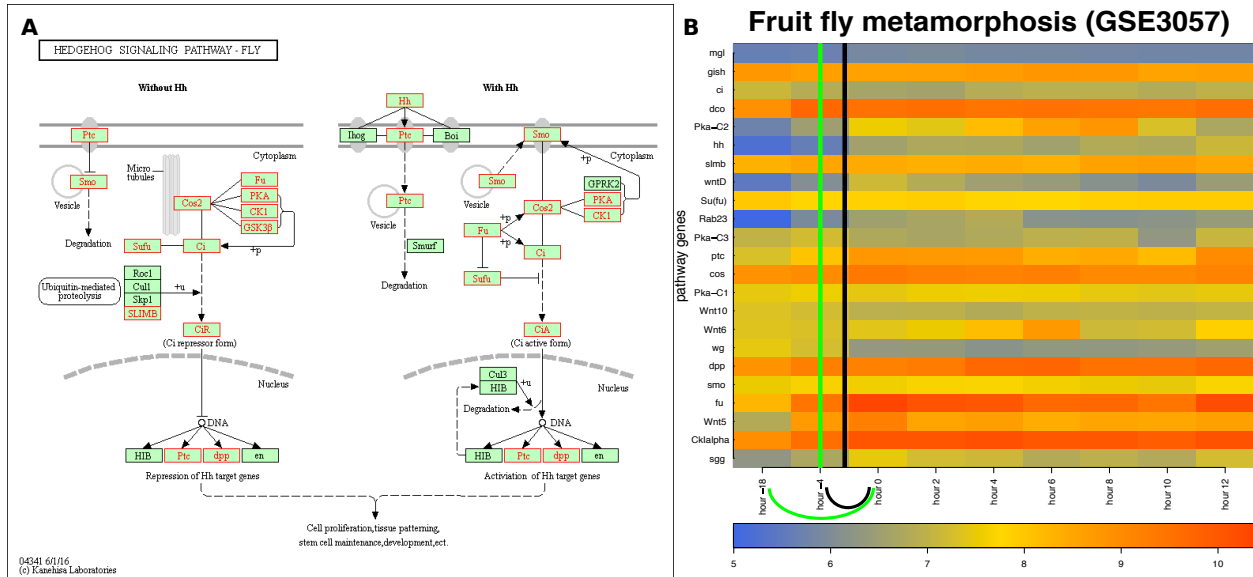 A
HEDGEHOG SIGNALING PATHWAY - FLY
Without Hh
With Hh
Hh
Ptc
Ihog
Ptc
Boi
Smo
Cytoplasm
+p
Cytoplasm
Micro
tubules
Smo
Vesicle
Fu
PKA
CK1
GSK3β
Cos2
Smo
Vesicle
GPRK2
PKA
CK1
Cos2
Ptc
Vesicle
Degradation
Sufu
Ci
+p
Fu
+p
+p
Ci
Smurf
Sufu
Degradation
Ubiquitin-mediated
proteolysis
Roc1
Cul1
Skp1
SLIMB
+u
CiR
(Ci repressor form)
CiA
(Ci active form)
Nucleus
Cul3
HIB
+u
Nucleus
Degradation
DNA
DNA
HIB
Ptc
dpp
en
HIB
Ptc
dpp
en
Repression of Hh target genes
Activiation of Hh target genes
Cell proliferation,tissue patterning,
stem cell maintenance,development,ect.
04341 6/1/16
(c) Kanehisa Laboratories
B
Fruit fly metamorphosis (GSE3057)
pathway genes
mgl
gish
ci
dco
Pka−C2
hh
slmb
wntD
Su(fu)
Rab23
Pka−C3
ptc
cos
Pka−C1
Wnt10
Wnt6
wg
dpp
smo
fu
Wnt5
CkIalpha
sgg
hour −18
hour −4
hour 0
hour 2
hour 4
hour 6
hour 8
hour 10
hour 12
5
6
7
8
9
10